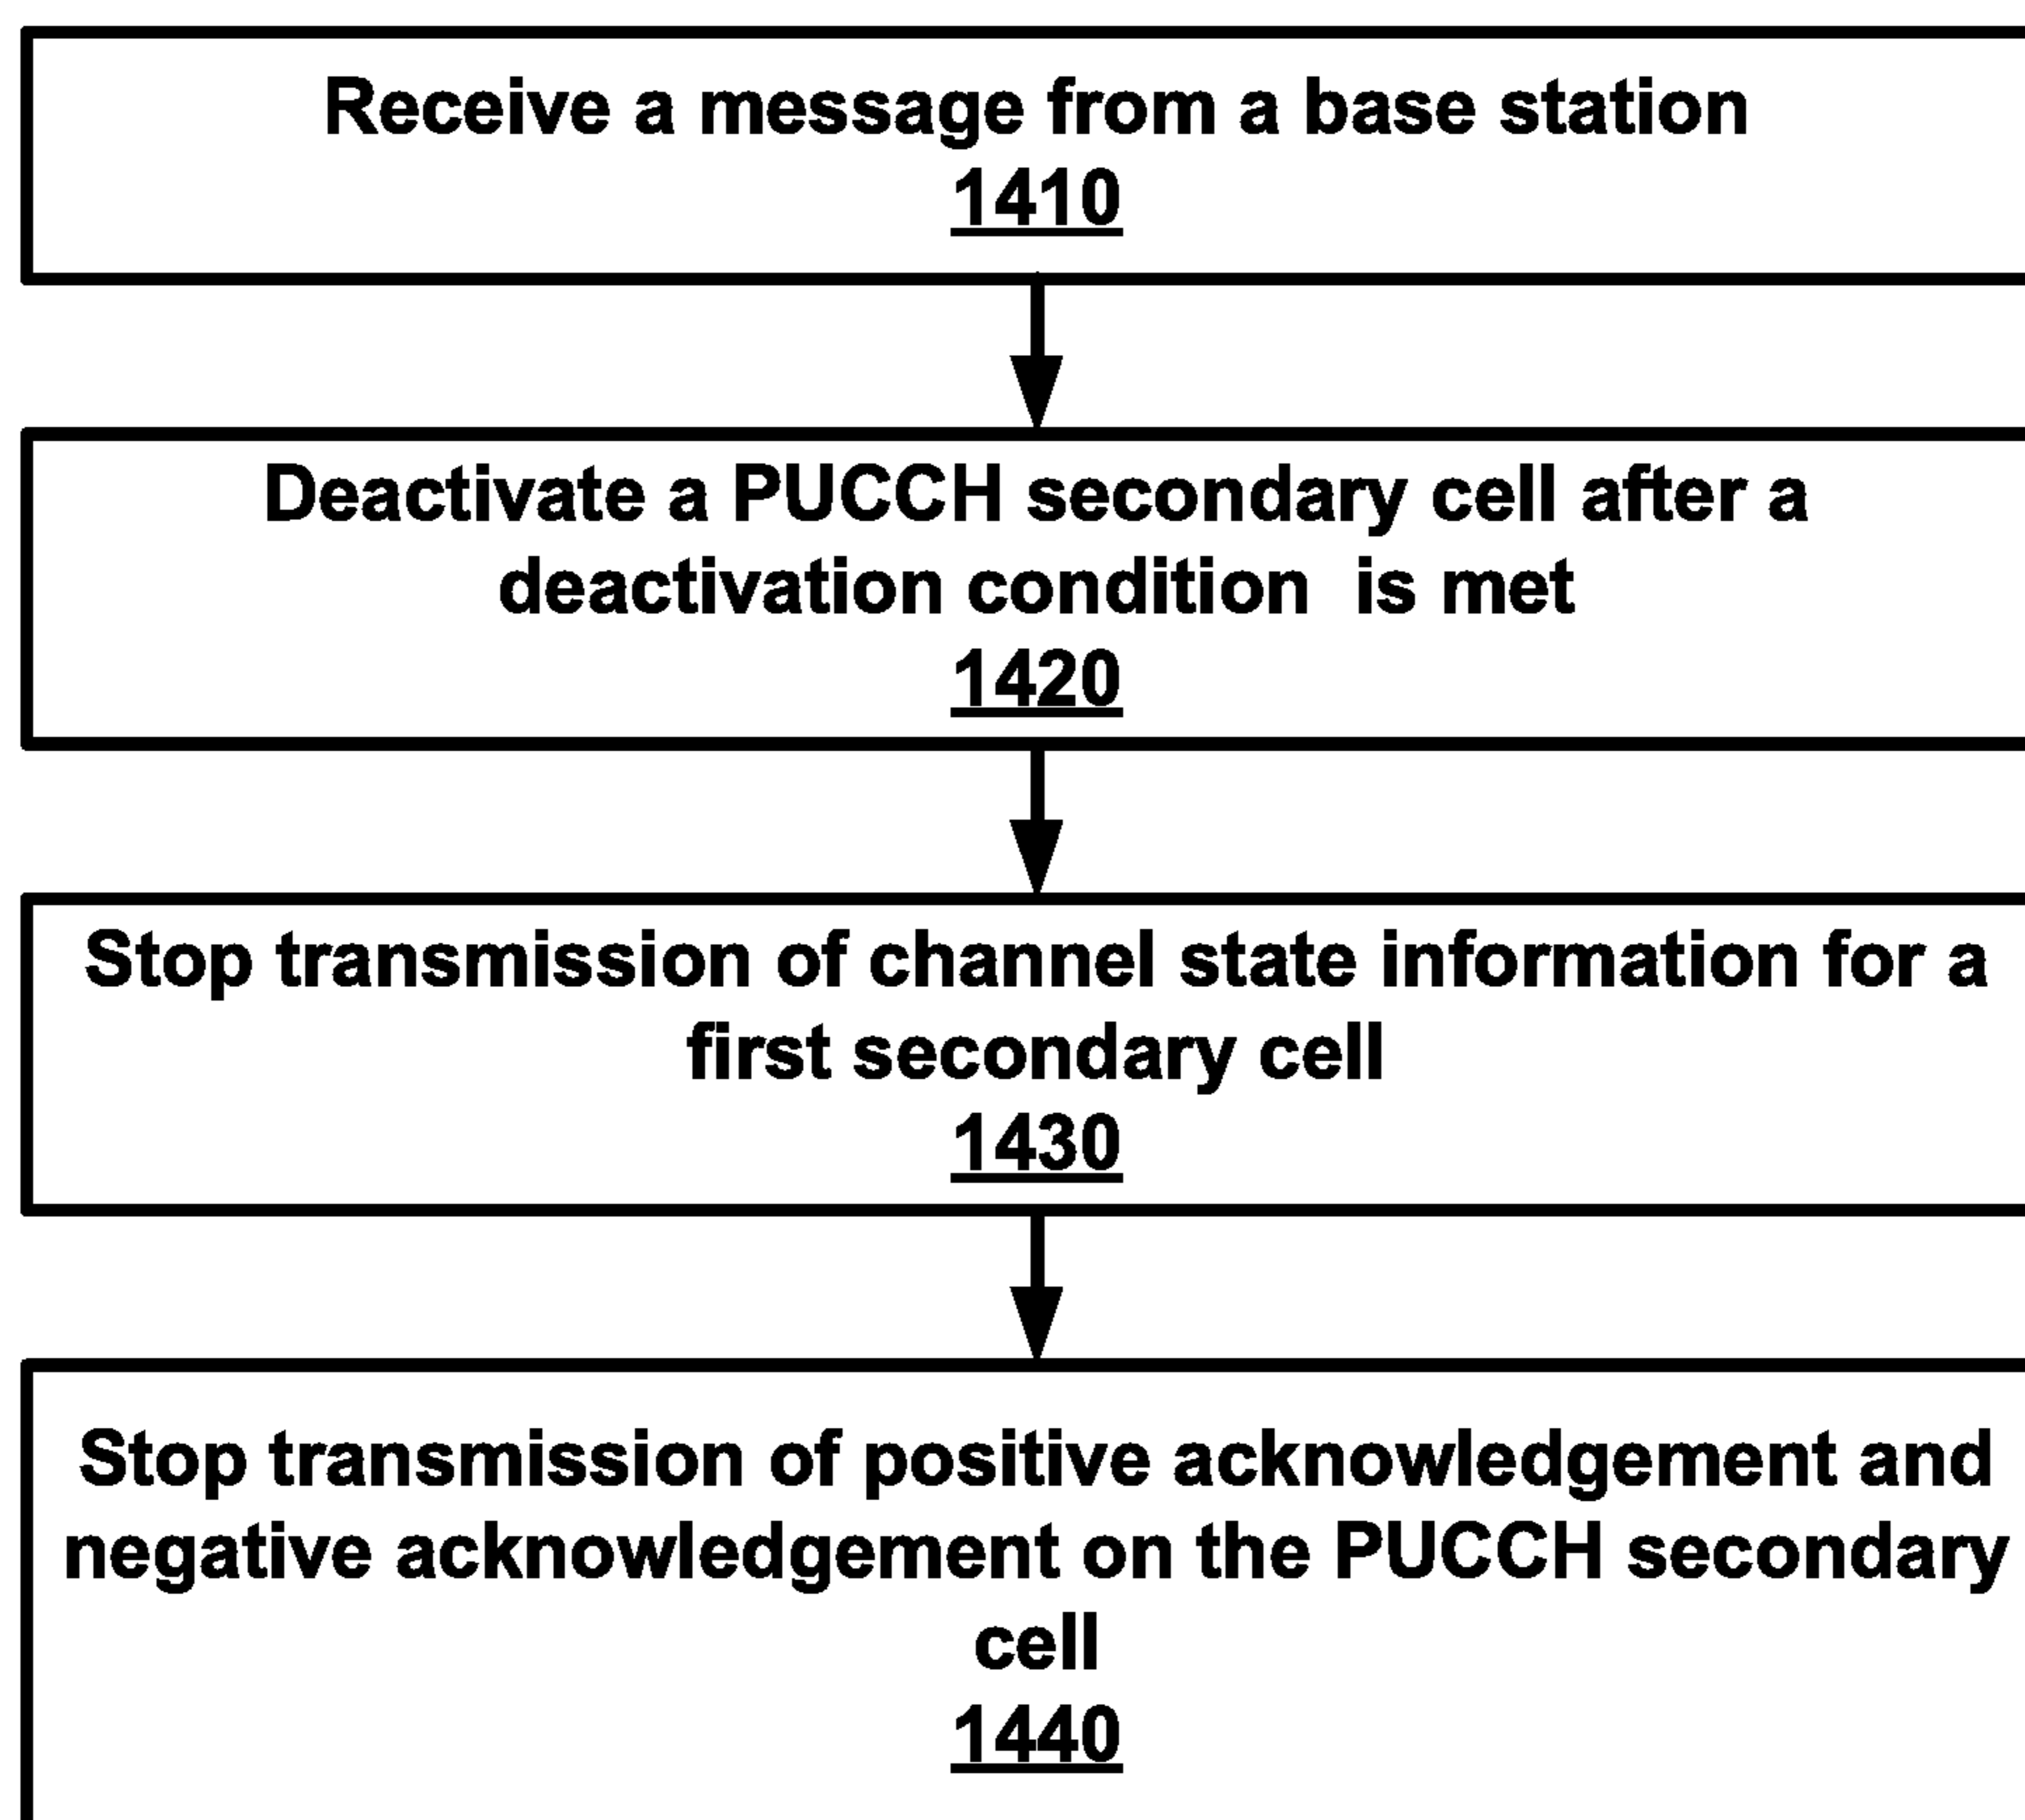 Receive a message from a base station
1410
Deactivate a PUCCH secondary cell after a
deactivation condition  is met
1420
Stop transmission of channel state information for a
first secondary cell
1430
Stop transmission of positive acknowledgement and
negative acknowledgement on the PUCCH secondary
cell
1440